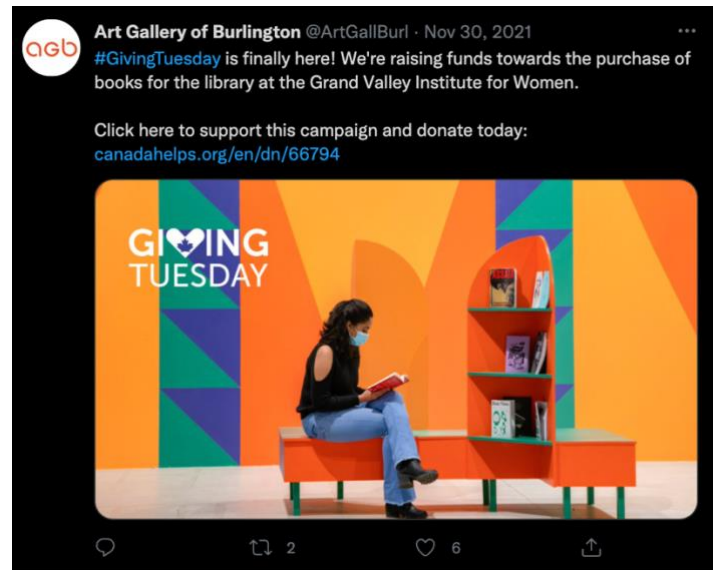 agb
Art Gallery of Burlington @ArtGallBurl · Nov 30, 2021
#GivingTuesday is finally here! We're raising funds towards the purchase of
books for the library at the Grand Valley Institute for Women.
Click here to support this campaign and donate today:
canadahelps.org/en/dn/66794
GIVING
TUESDAY
2
6